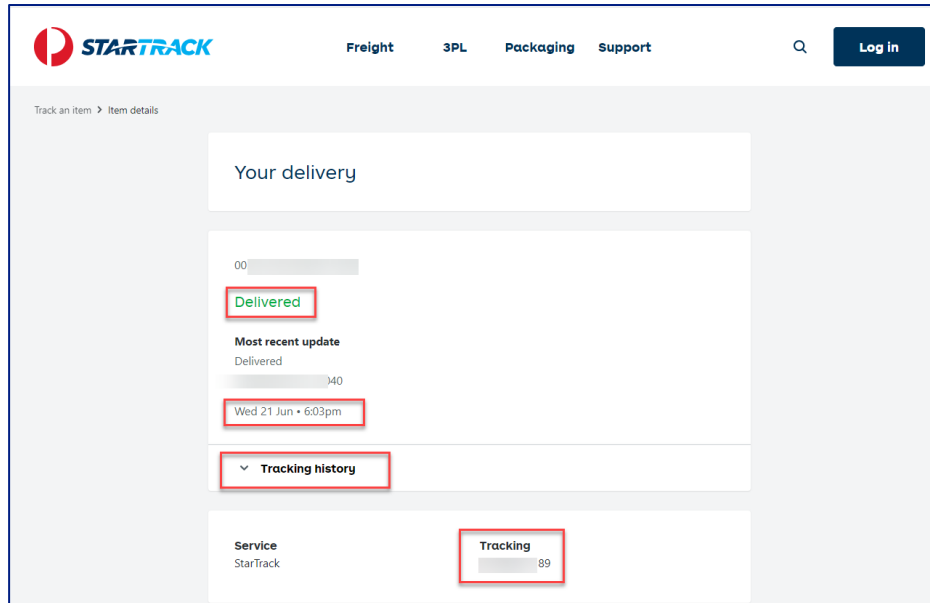 STARTRACK
Freight 3PL Packaging Support Log in
Track an item > Item details
Your delivery
00
Delivered
Most recent update
Delivered
040
Wed 21 Jun • 6:03pm
Tracking history
Service Tracking
StarTrack 89